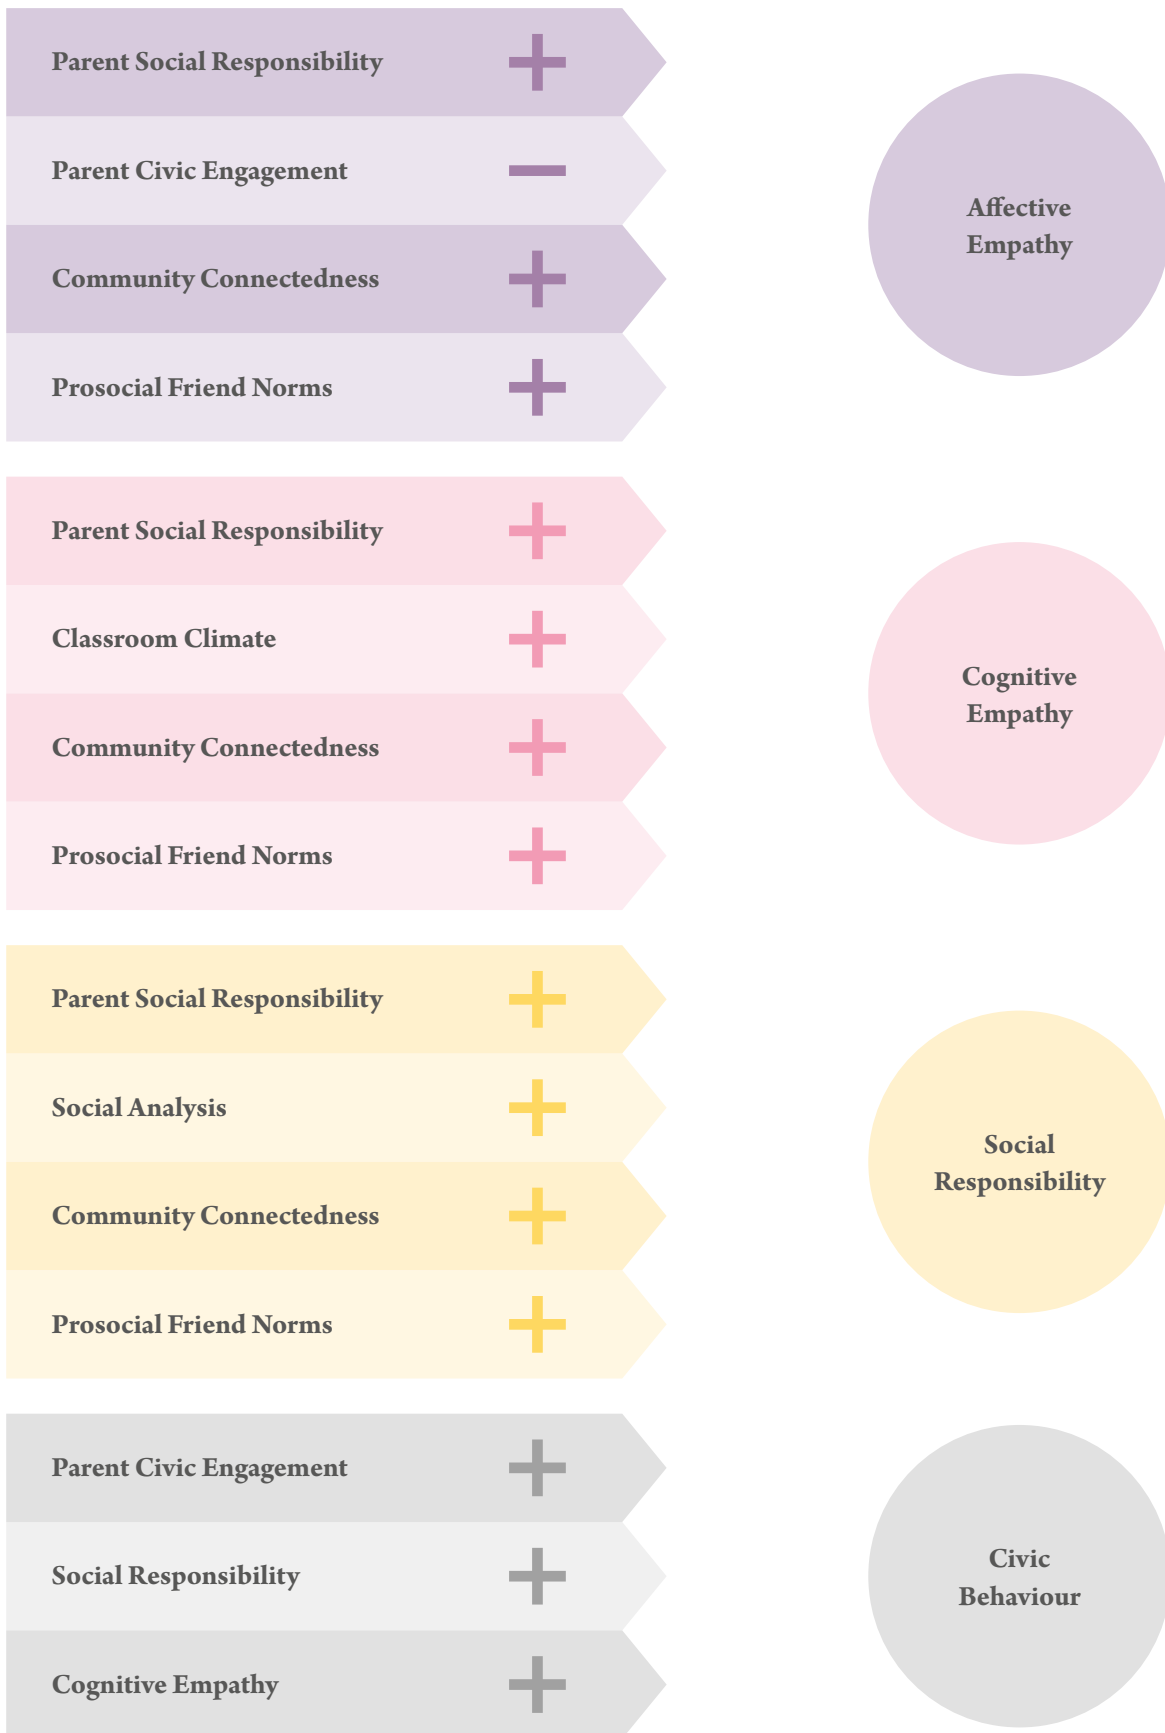 Parent Social Responsibility
Parent Civic Engagement
Community Connectedness
Prosocial Friend Norms
Affective
Empathy
Parent Social Responsibility
Classroom Climate
Community Connectedness
Prosocial Friend Norms
Cognitive
Empathy
Parent Social Responsibility
Social Analysis
Community Connectedness
Prosocial Friend Norms
Social
Responsibility
Parent Civic Engagement
Social Responsibility
Cognitive Empathy
Civic
Behaviour